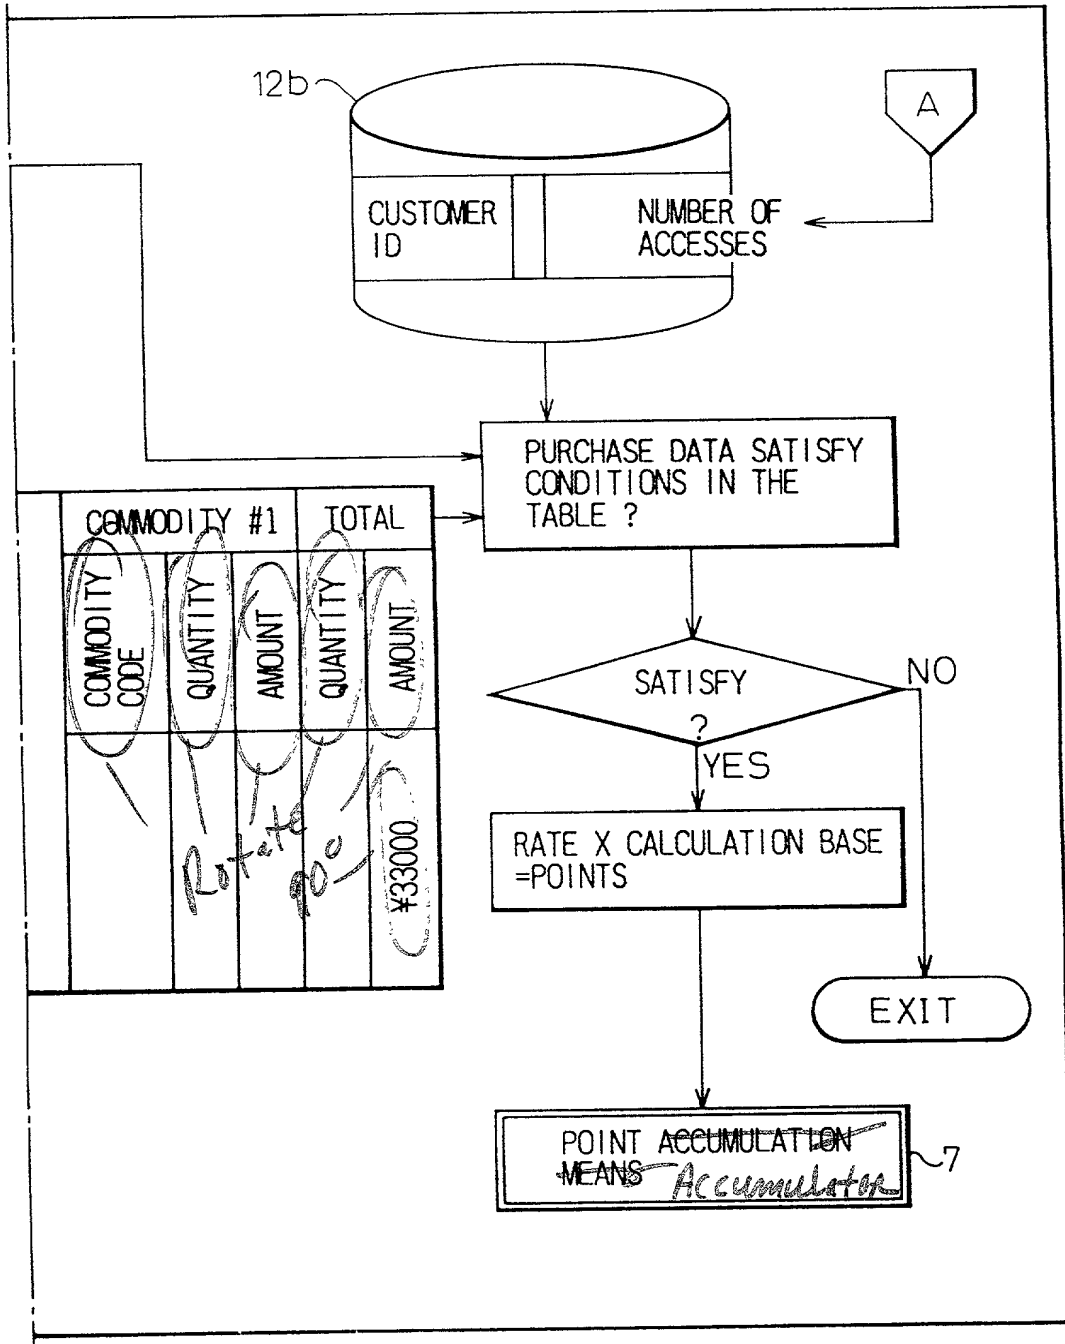 12b
A
CUSTOMER
ID
NUMBER OF
ACCESSES
PURCHASE DATA SATISFY
CONDITIONS IN THE
TABLE ?
COMMODITY #1
TOTAL
COMMODITY
CODE
QUANTITY
AMOUNT
QUANTITY
AMOUNT
¥33000
Rotate
90°
SATISFY
?
NO
YES
RATE X CALCULATION BASE
=POINTS
EXIT
POINT ACCUMULATION
MEANS Accumulator
7